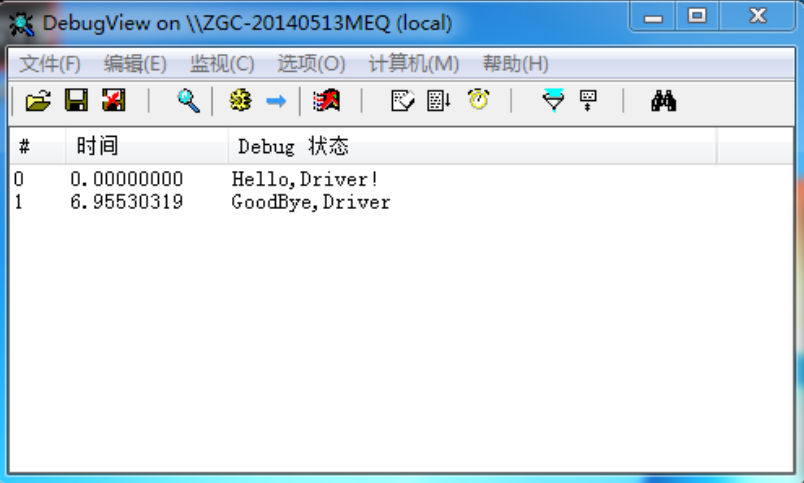 DebugView on \\ZGC-20140513MEQ (local)
文件(F) 编辑(E) 监视(C) 选项(O) 计算机(M) 帮助(H)
# 时间 Debug 状态
0 0.00000000 Hello,Driver!
1 6.95530319 GoodBye,Driver